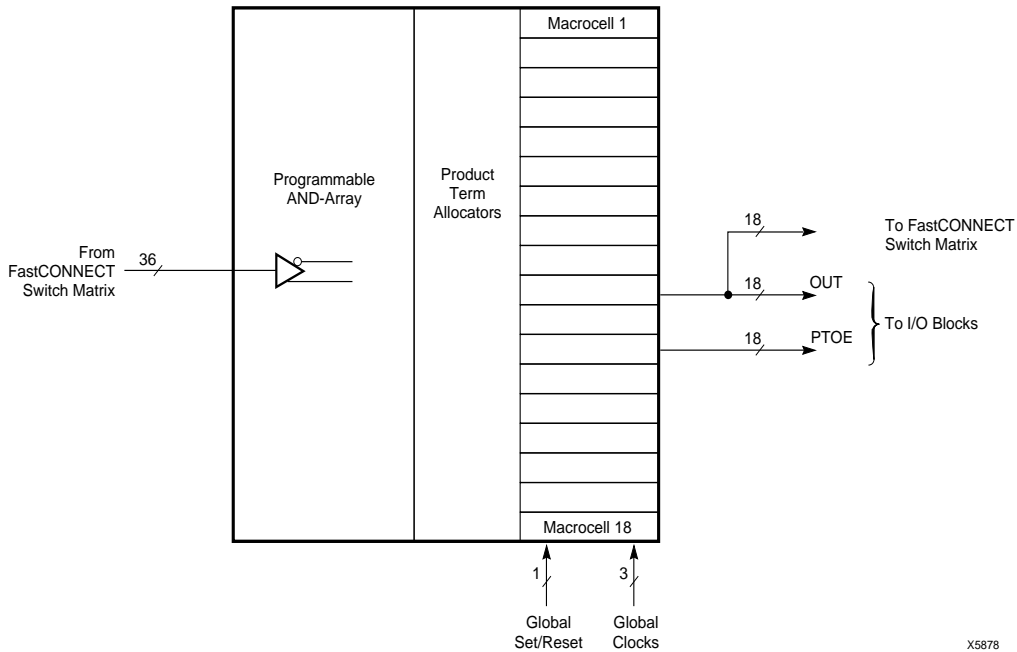 Macrocell 1
Programmable
AND-Array
Product
Term
Allocators
From
FastCONNECT
Switch Matrix
36
18
To FastCONNECT
Switch Matrix
18
OUT
To I/O Blocks
18
PTOE
Macrocell 18
1
3
Global
Set/Reset
Global
Clocks
X5878